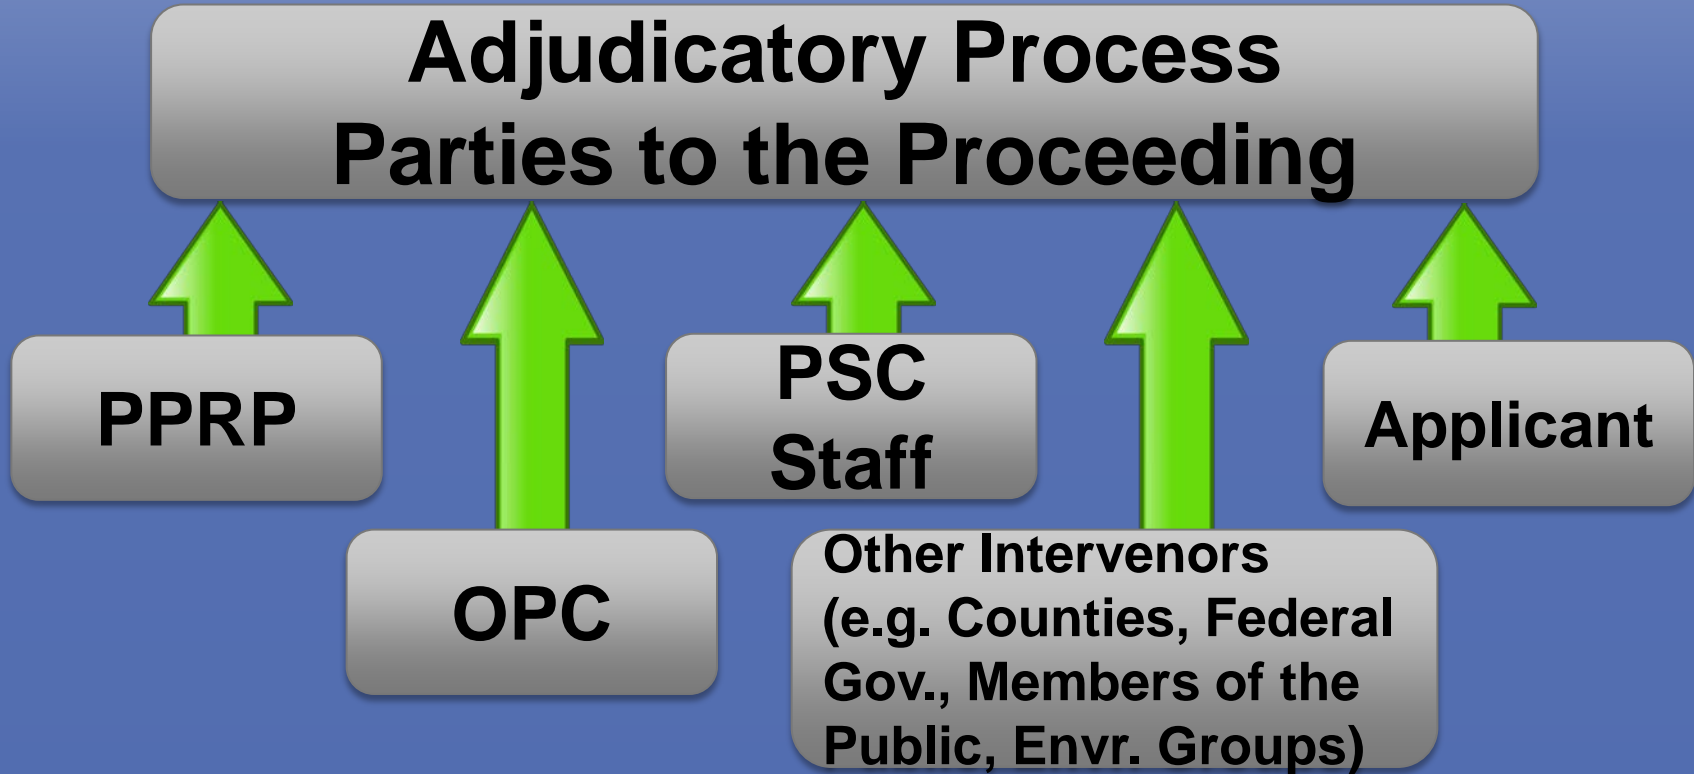 Adjudicatory Process
Parties to the Proceeding
PPRP
PSC
Staff
Applicant
OPC
Other Intervenors
(e.g. Counties, Federal
Gov., Members of the
Public, Envr. Groups)